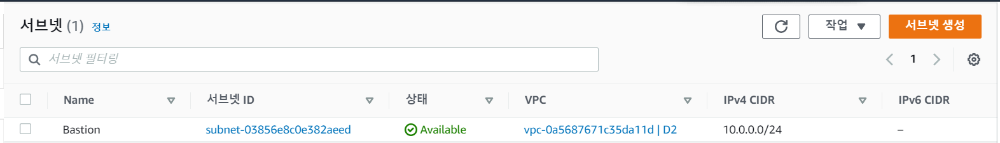 서브넷 (1) 정보
작업
서브넷 생성
서브넷 필터링
1
Name 서브넷 ID 상태 VPC IPv4 CIDR IPv6 CIDR
Bastion subnet-03856e8c0e382aeed Available vpc-0a5687671c35da11d | D2 10.0.0.0/24 –